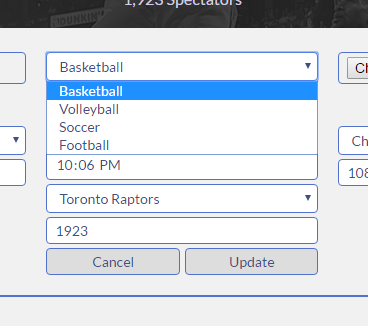 1,923 Spectators
Basketball
Basketball
Volleyball
Soccer
Football
10:06 PM
Toronto Raptors
1923
Cancel Update